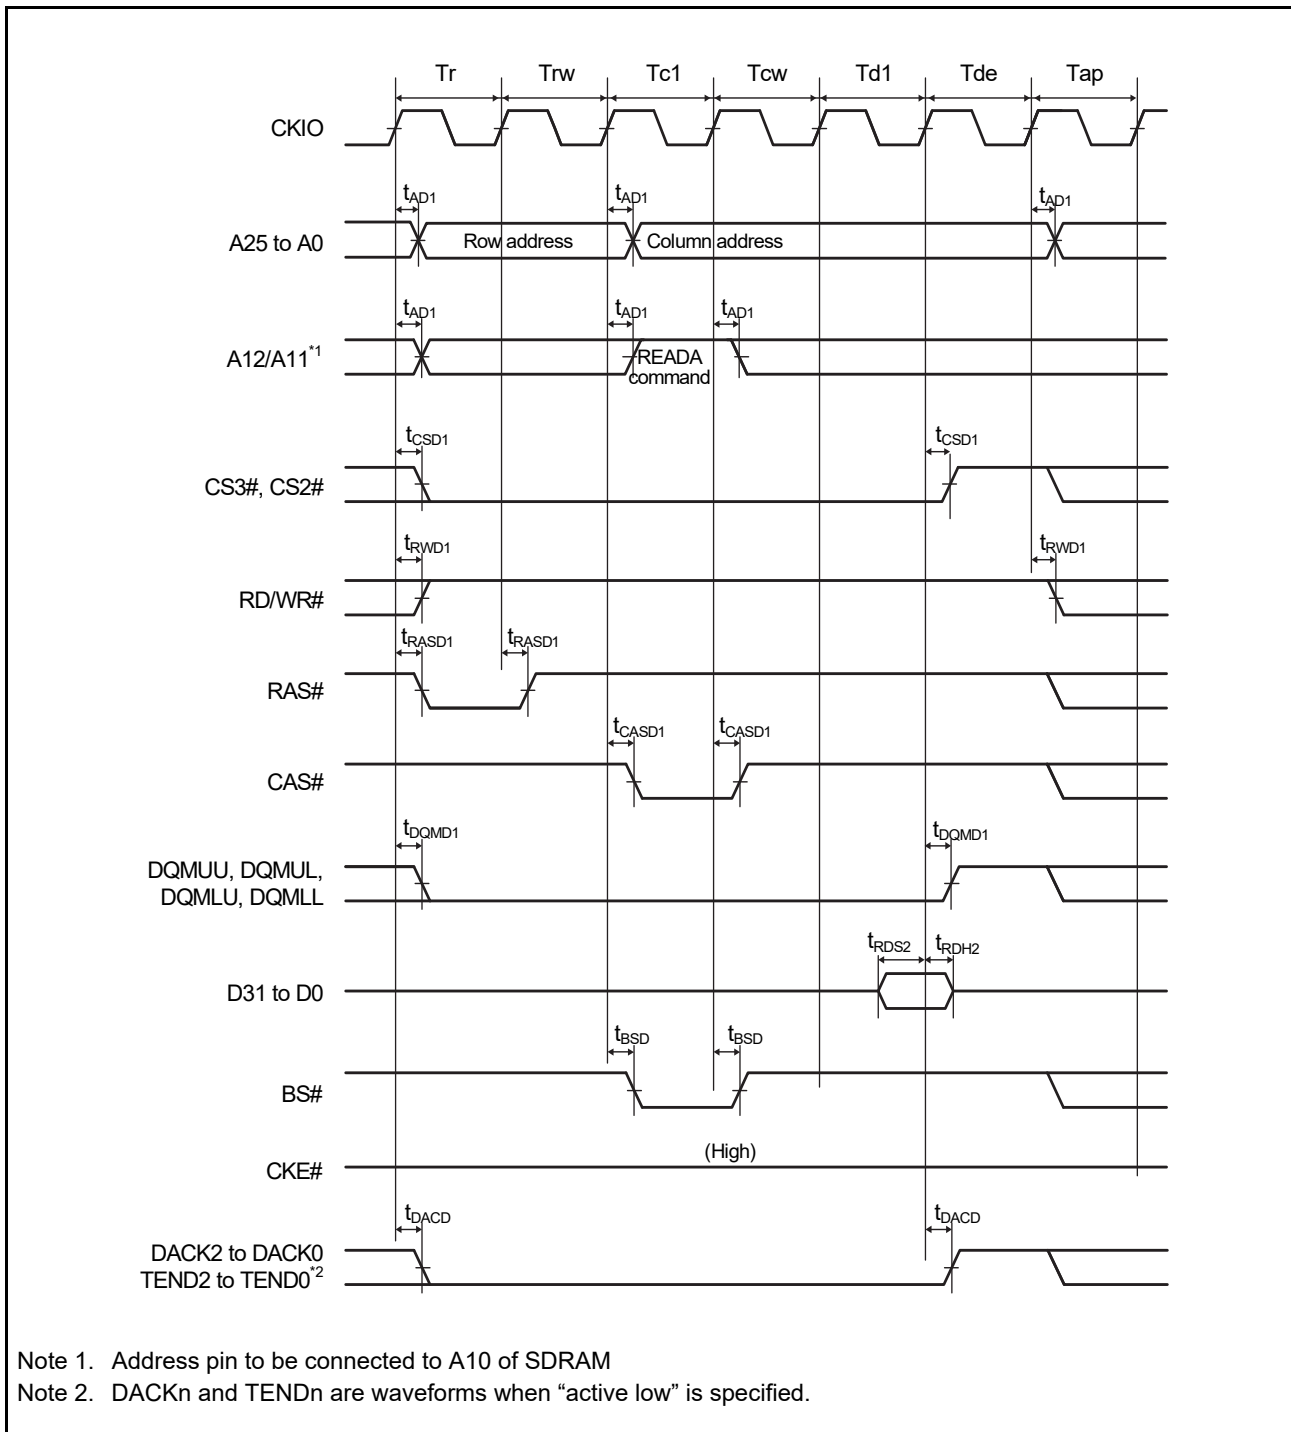 Tr Trw Tc1 Tcw Td1 Tde Tap
CKIO
tAD1 tAD1 tAD1
A25 to A0 Row address Column address
tAD1 tAD1 tAD1
A12/A11*1 READA
command
tCSD1 tCSD1
CS3#, CS2#
tRWD1 tRWD1
RD/WR#
tRASD1 tRASD1
RAS#
tCASD1 tCASD1
CAS#
tDQMD1 tDQMD1
DQMUU, DQMUL,
DQMLU, DQMLL
tRDS2 tRDH2
D31 to D0
tBSD tBSD
BS#
(High)
CKE#
tDACD tDACD
DACK2 to DACK0
TEND2 to TEND0*2
Note 1. Address pin to be connected to A10 of SDRAM
Note 2. DACKn and TENDn are waveforms when “active low” is specified.